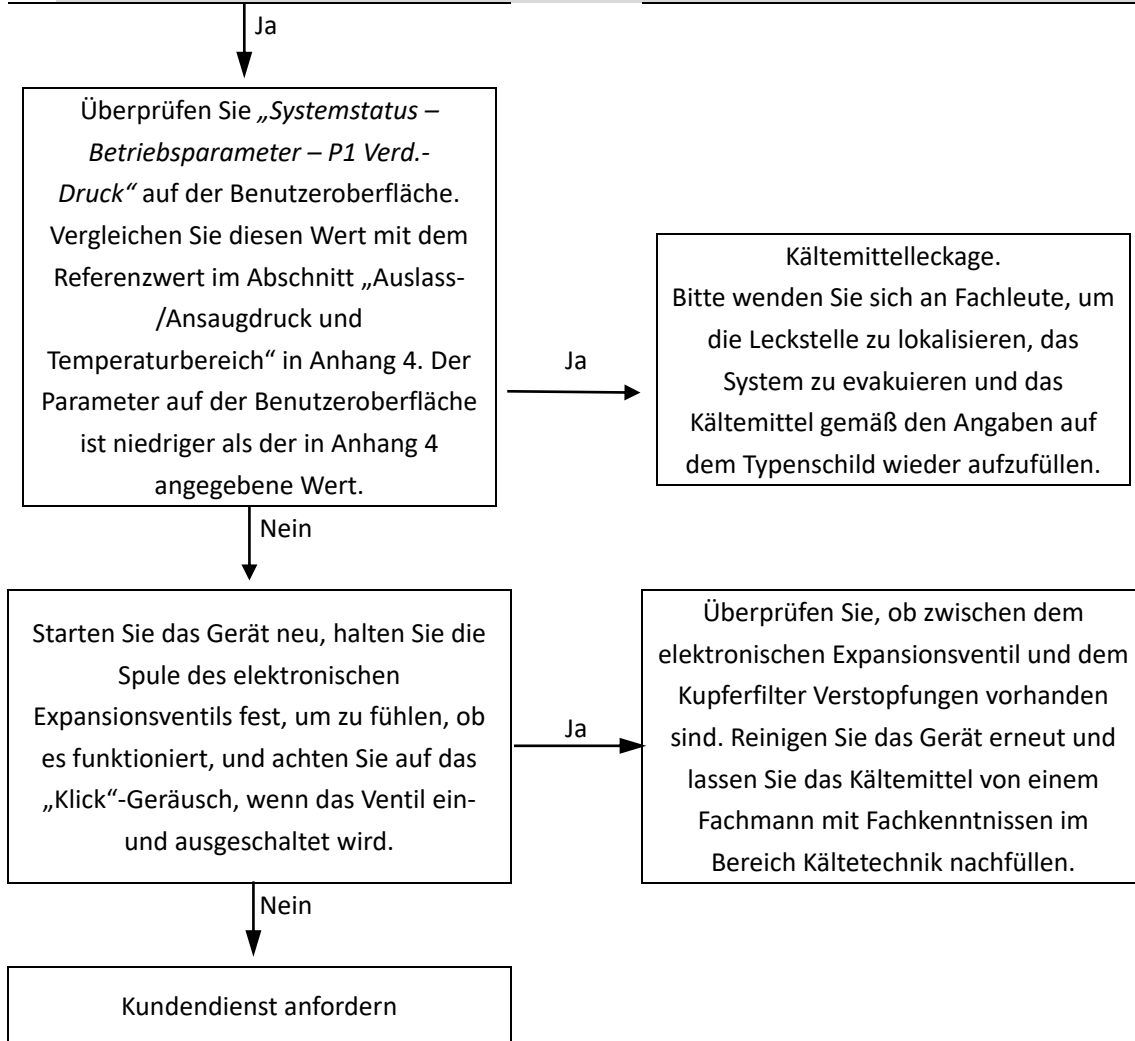 Ja
Überprüfen Sie „Systemstatus –
Betriebsparameter – P1 Verd.-
Druck“ auf der Benutzeroberfläche.
Vergleichen Sie diesen Wert mit dem
Referenzwert im Abschnitt „Auslass-
/Ansaugdruck und
Temperaturbereich“ in Anhang 4. Der
Parameter auf der Benutzeroberfläche
ist niedriger als der in Anhang 4
angegebene Wert.
Ja
Kältemittelleckage.
Bitte wenden Sie sich an Fachleute, um
die Leckstelle zu lokalisieren, das
System zu evakuieren und das
Kältemittel gemäß den Angaben auf
dem Typenschild wieder aufzufüllen.
Nein
Starten Sie das Gerät neu, halten Sie die
Spule des elektronischen
Expansionsventils fest, um zu fühlen, ob
es funktioniert, und achten Sie auf das
„Klick“-Geräusch, wenn das Ventil ein-
und ausgeschaltet wird.
Ja
Überprüfen Sie, ob zwischen dem
elektronischen Expansionsventil und dem
Kupferfilter Verstopfungen vorhanden
sind. Reinigen Sie das Gerät erneut und
lassen Sie das Kältemittel von einem
Fachmann mit Fachkenntnissen im
Bereich Kältetechnik nachfüllen.
Nein
Kundendienst anfordern